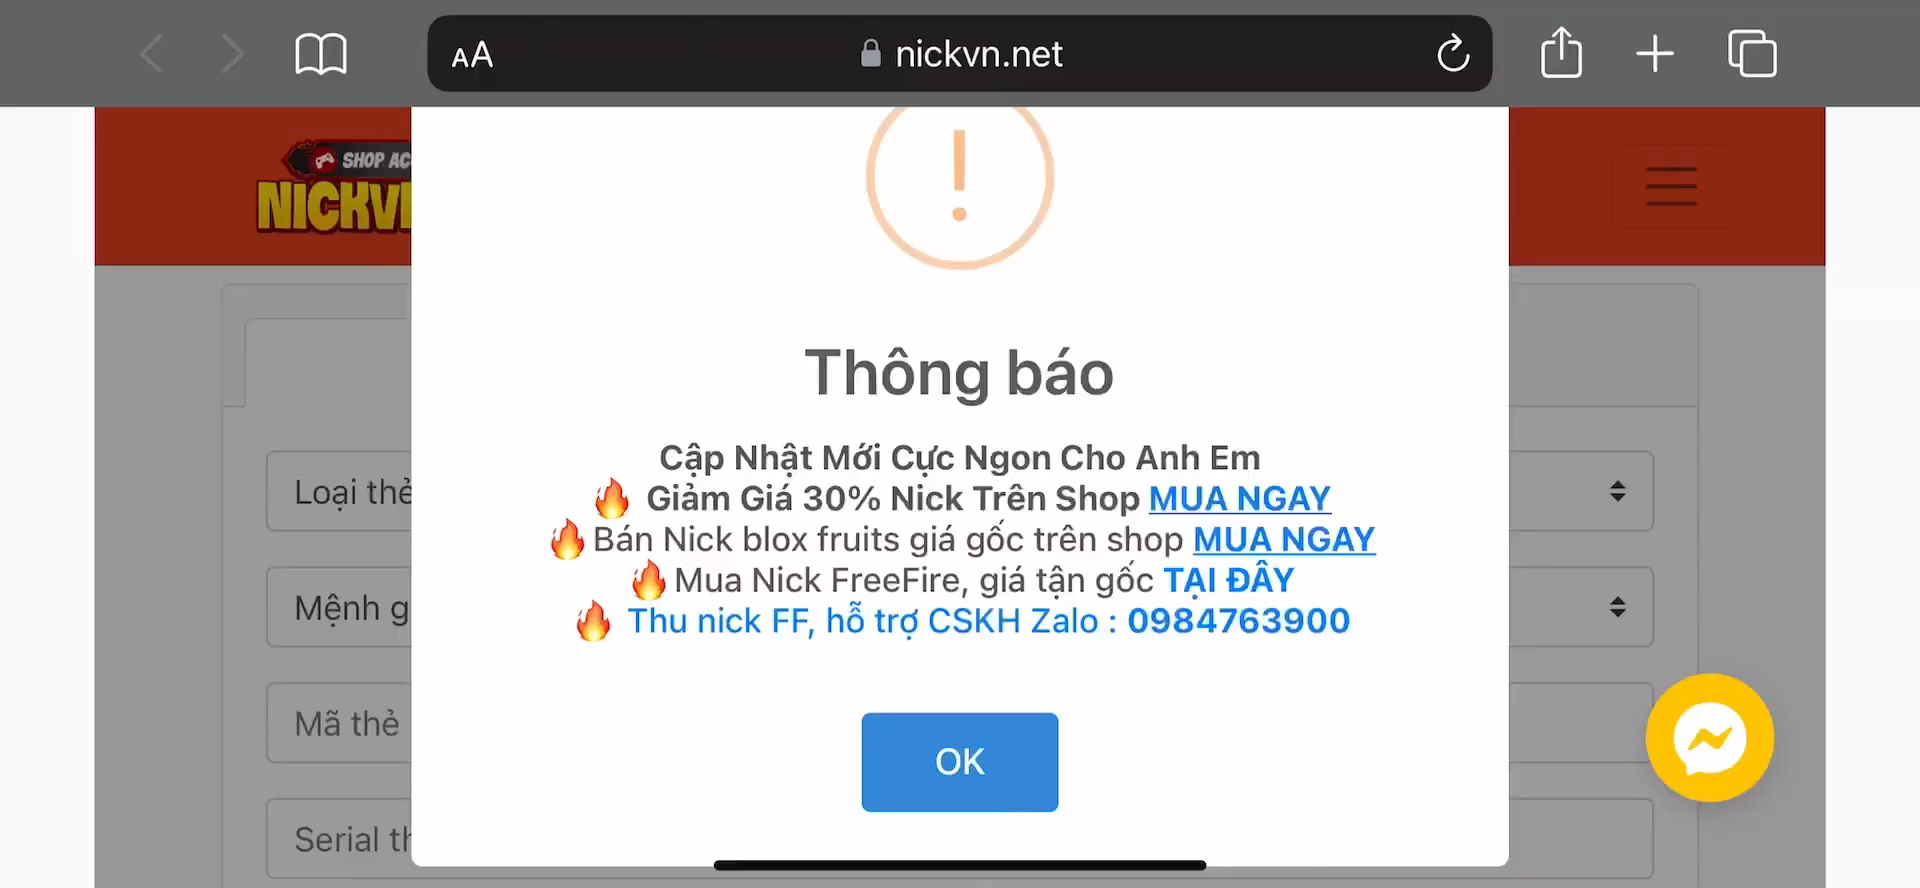 AA
nickvn.net
SHOP AC
NICKV
Thông báo
Cập Nhật Mới Cực Ngon Cho Anh Em
🔥 Giảm Giá 30% Nick Trên Shop MUA NGAY
🔥 Bán Nick blox fruits giá gốc trên shop MUA NGAY
🔥 Mua Nick FreeFire, giá tận gốc TẠI ĐÂY
🔥 Thu nick FF, hỗ trợ CSKH Zalo : 0984763900
Loại thẻ
Mệnh g
Mã thẻ
Serial th
OK